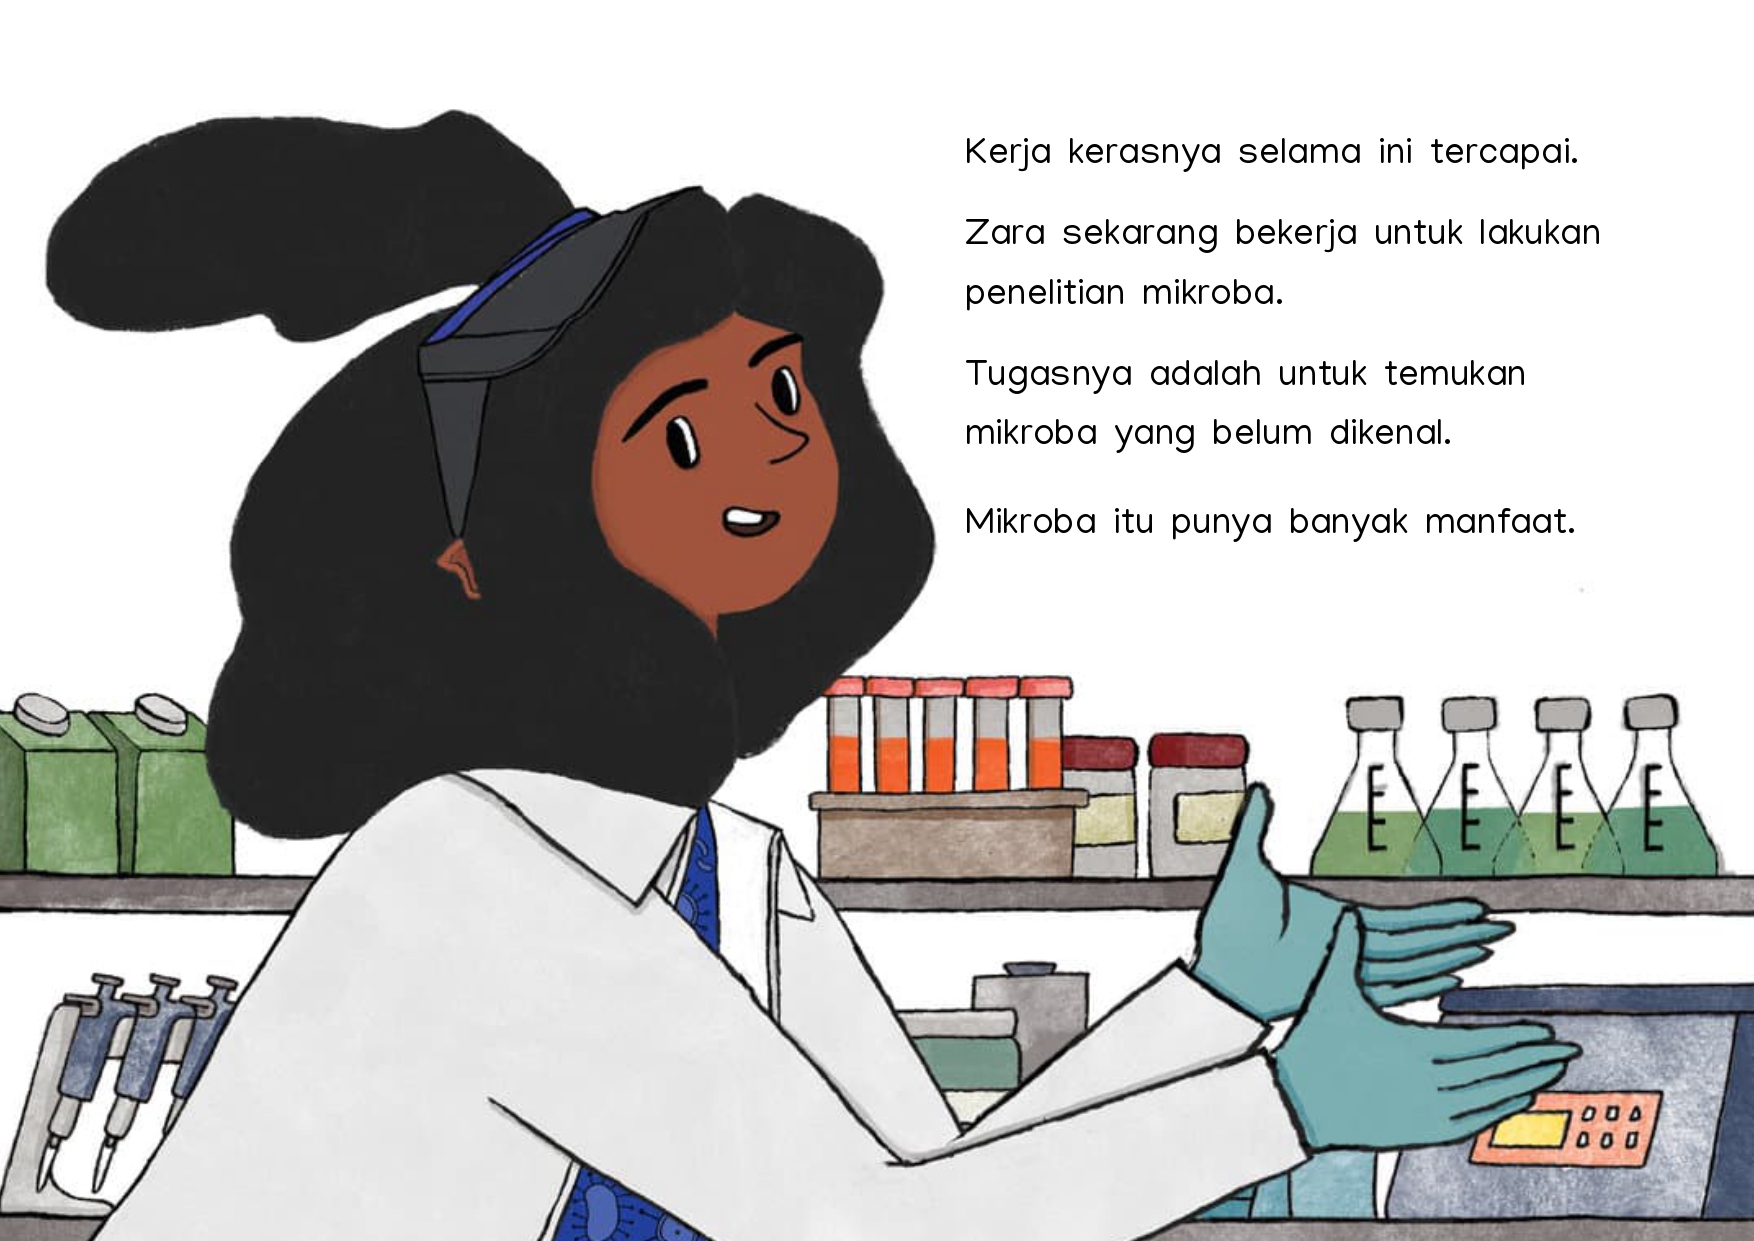 Kerja kerasnya selama ini tercapai.
Zara sekarang bekerja untuk lakukan
penelitian mikroba.
Tugasnya adalah untuk temukan
mikroba yang belum dikenal.
Mikroba itu punya banyak manfaat.